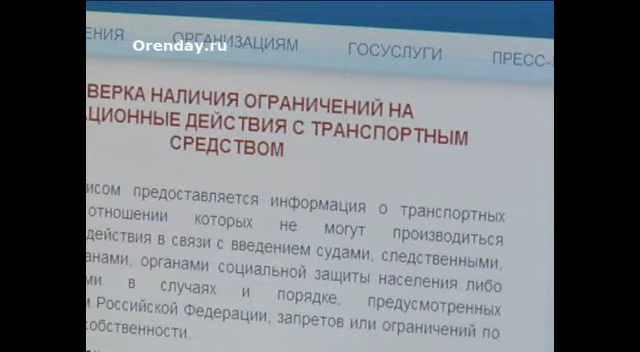 ЕНИЯ ОРГАНИЗАЦИЯМ ГОСУСЛУГИ ПРЕСС-
Orenday.ru
ВЕРКА НАЛИЧИЯ ОГРАНИЧЕНИЙ НА
АЦИОННЫЕ ДЕЙСТВИЯ С ТРАНСПОРТНЫМ
СРЕДСТВОМ
исом предоставляется информация о транспортных
отношении которых не могут производиться
действия в связи с введением судами, следственными,
анами, органами социальной защиты населения либо
ми в случаях и порядке, предусмотренных
м Российской Федерации, запретов или ограничений по
собственности.